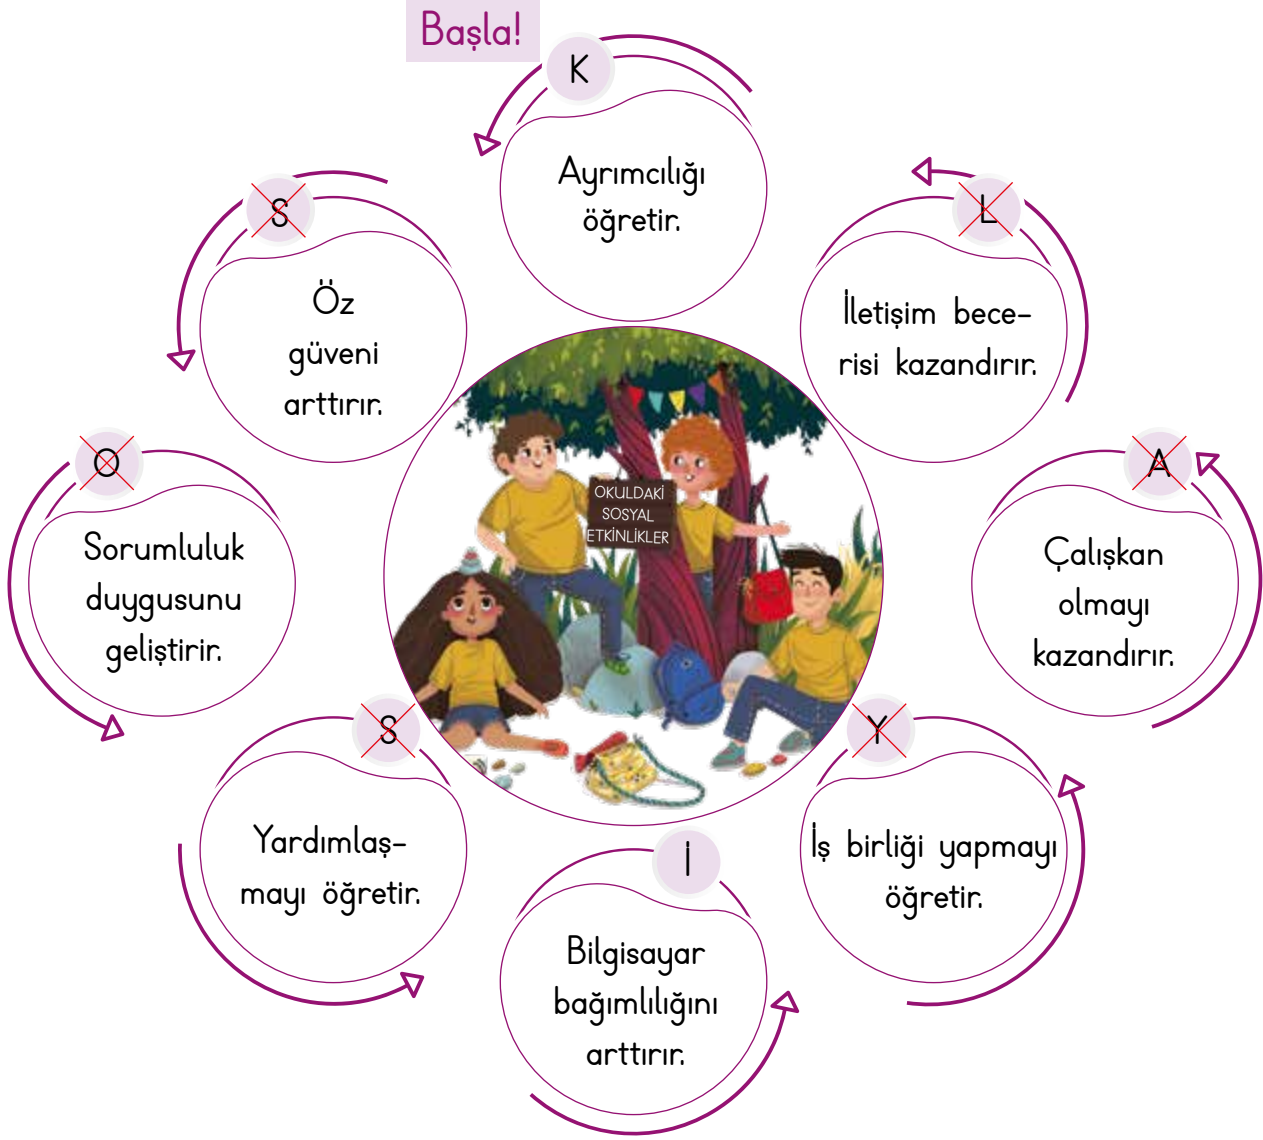 Başla!
K
Ayrımcılığı
öğretir.
S
Öz
güveni
arttırır.
O
Sorumluluk
duygusunu
geliştirir.
S
Yardımlaş-
mayı öğretir.
İ
Bilgisayar
bağımlılığını
arttırır.
Y
İş birliği yapmayı
öğretir.
A
Çalışkan
olmayı
kazandırır.
L
İletişim bece-
risi kazandırır.
OKULDAKİ
SOSYAL
ETKİNLİKLER